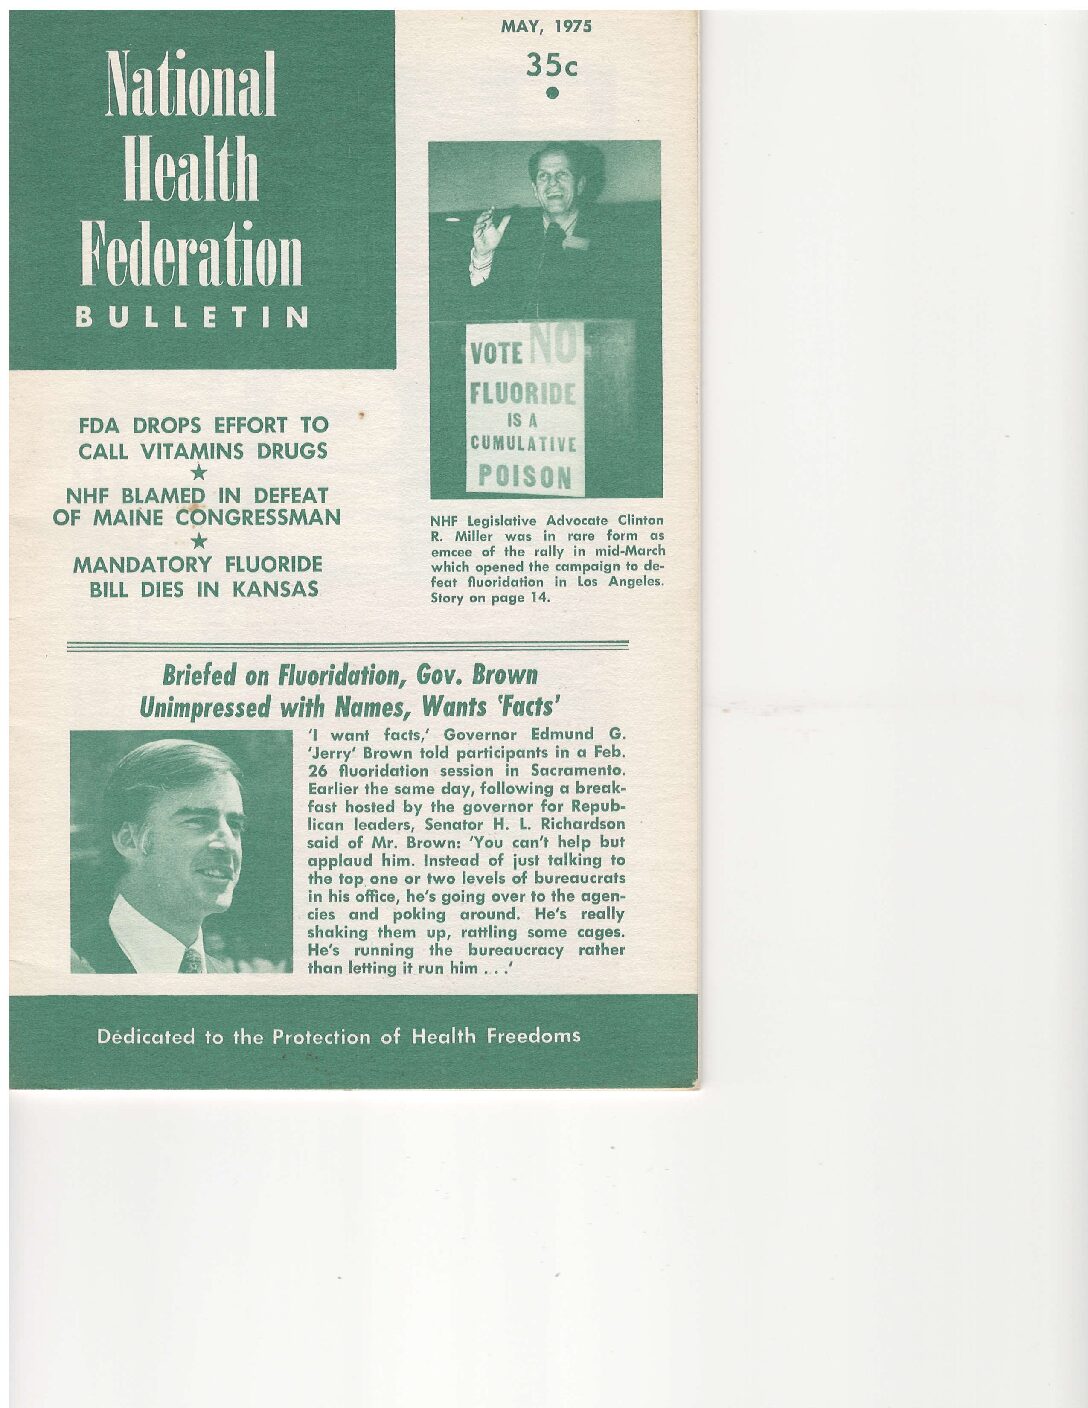 National
Health
Federation
BULLETIN
MAY, 1975
35c
VOTE NO
FLUORIDE
IS A
CUMULATIVE
POISON
FDA DROPS EFFORT TO
CALL VITAMINS DRUGS
★
NHF BLAMED IN DEFEAT
OF MAINE CONGRESSMAN
★
MANDATORY FLUORIDE
BILL DIES IN KANSAS
NHF Legislative Advocate Clinton
R. Miller was in rare form as
emcee of the rally in mid-March
which opened the campaign to de-
feat fluoridation in Los Angeles.
Story on page 14.
Briefed on Fluoridation, Gov. Brown
Unimpressed with Names, Wants 'Facts'
'I want facts,' Governor Edmund G.
'Jerry' Brown told participants in a Feb.
26 fluoridation session in Sacramento.
Earlier the same day, following a break-
fast hosted by the governor for Repub-
lican leaders, Senator H. L. Richardson
said of Mr. Brown: 'You can't help but
applaud him. Instead of just talking to
the top one or two levels of bureaucrats
in his office, he's going over to the agen-
cies and poking around. He's really
shaking them up, rattling some cages.
He's running the bureaucracy rather
than letting it run him . . .'
Dedicated to the Protection of Health Freedoms